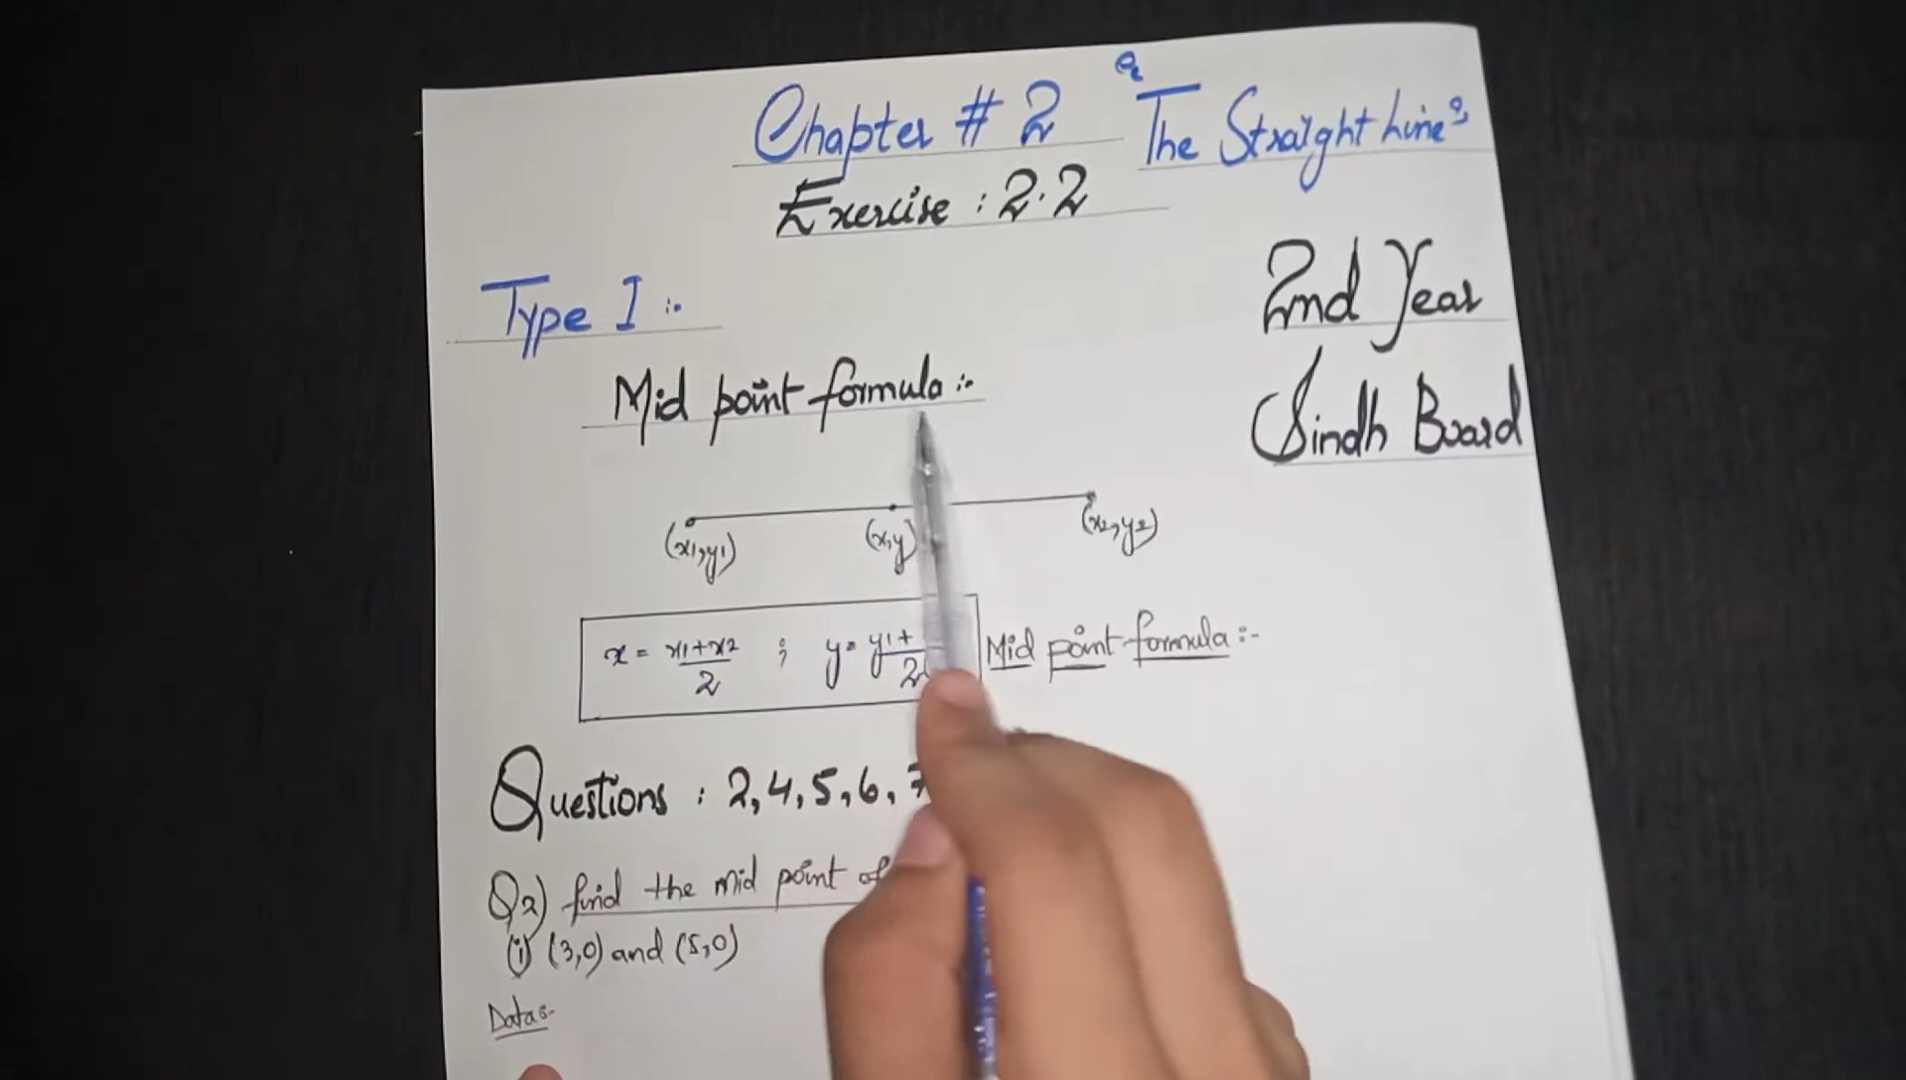 Chapter # 2 "The Straight Line"
Exercise : 2.2
Type I :-
2nd Year
Sindh Board
Mid point formula :-
(x1,y1) (x,y) (x2,y2)
x = x1+x2/2 ; y = y1+ /2 Mid point formula :-
Questions : 2,4,5,6,7
Q2) find the mid point of
(i) (3,0) and (5,0)
Data :-